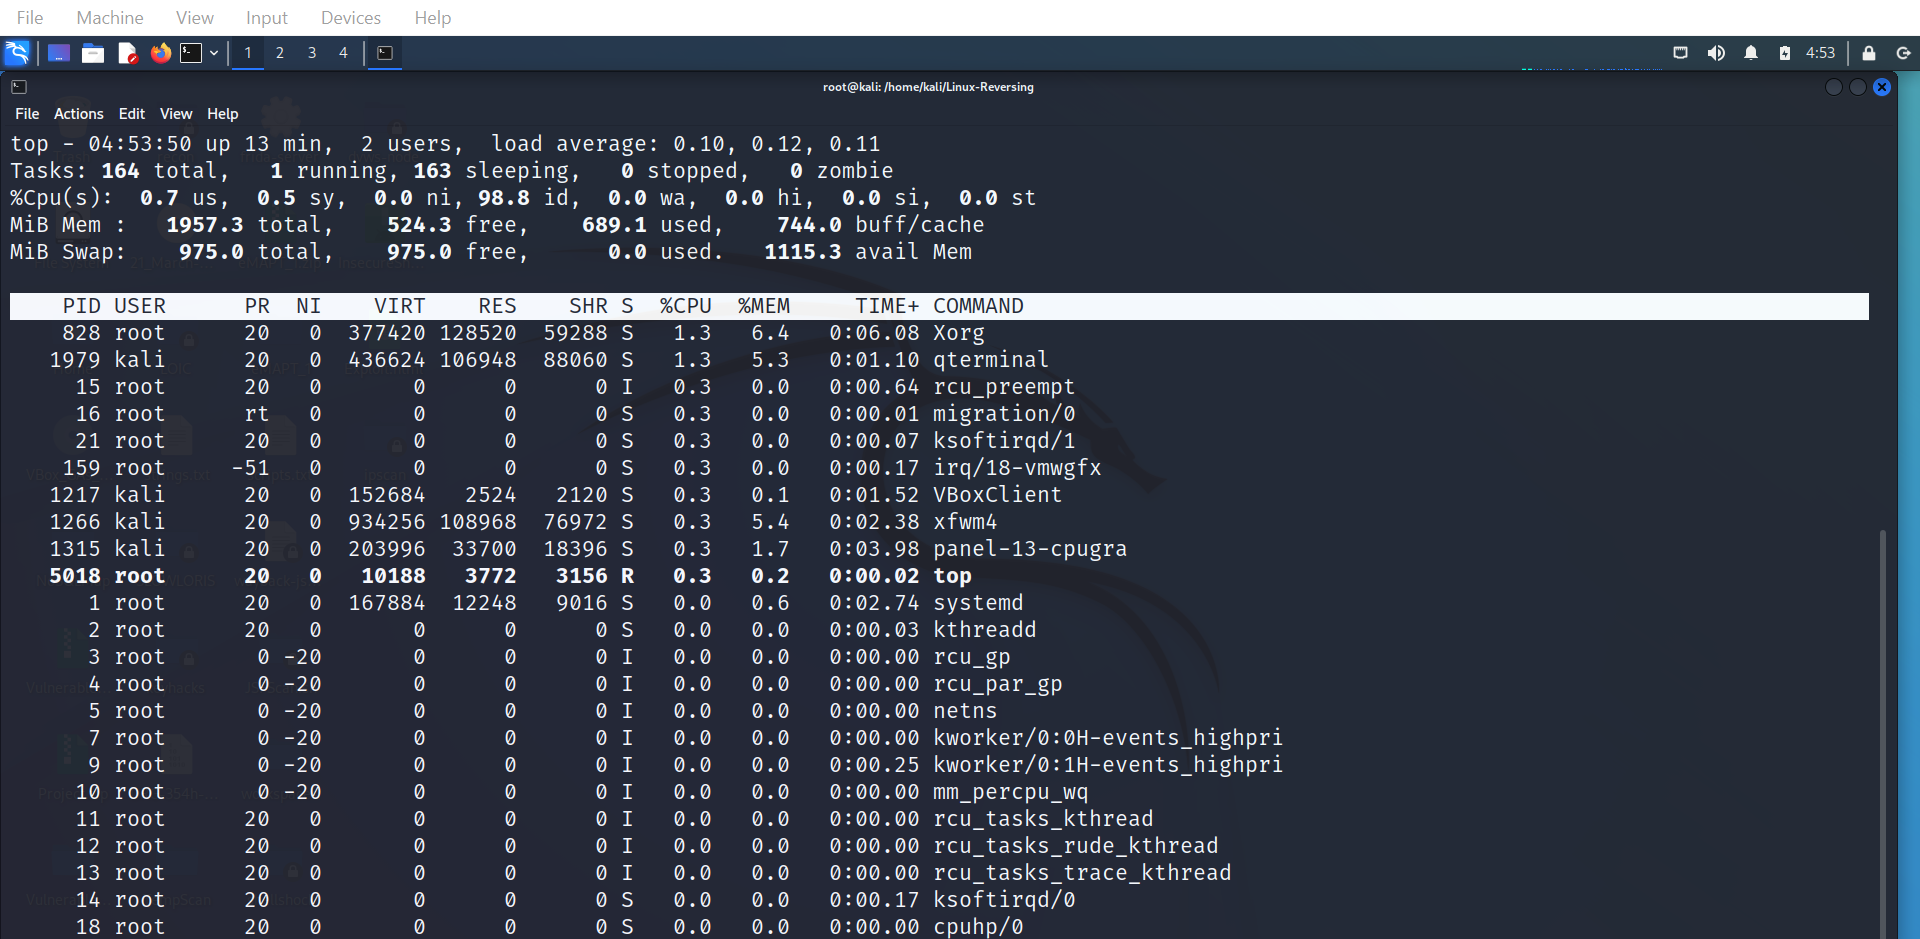 File Machine View Input Devices Help
1 2 3 4 4:53
root@kali: /home/kali/Linux-Reversing
File Actions Edit View Help
top - 04:53:50 up 13 min,  2 users,  load average: 0.10, 0.12, 0.11
Tasks: 164 total,   1 running, 163 sleeping,   0 stopped,   0 zombie
%Cpu(s):  0.7 us,  0.5 sy,  0.0 ni, 98.8 id,  0.0 wa,  0.0 hi,  0.0 si,  0.0 st
MiB Mem :   1957.3 total,    524.3 free,    689.1 used,    744.0 buff/cache
MiB Swap:    975.0 total,    975.0 free,      0.0 used.   1115.3 avail Mem
PID USER      PR  NI    VIRT    RES    SHR S  %CPU  %MEM     TIME+ COMMAND
828 root      20   0  377420 128520  59288 S   1.3   6.4   0:06.08 Xorg
1979 kali      20   0  436624 106948  88060 S   1.3   5.3   0:01.10 qterminal
15 root      20   0       0      0      0 I   0.3   0.0   0:00.64 rcu_preempt
16 root      rt   0       0      0      0 S   0.3   0.0   0:00.01 migration/0
21 root      20   0       0      0      0 S   0.3   0.0   0:00.07 ksoftirqd/1
159 root     -51   0       0      0      0 S   0.3   0.0   0:00.17 irq/18-vmwgfx
1217 kali      20   0  152684   2524   2120 S   0.3   0.1   0:01.52 VBoxClient
1266 kali      20   0  934256 108968  76972 S   0.3   5.4   0:02.38 xfwm4
1315 kali      20   0  203996  33700  18396 S   0.3   1.7   0:03.98 panel-13-cpugra
5018 root      20   0   10188   3772   3156 R   0.3   0.2   0:00.02 top
1 root      20   0  167884  12248   9016 S   0.0   0.6   0:02.74 systemd
2 root      20   0       0      0      0 S   0.0   0.0   0:00.03 kthreadd
3 root       0 -20       0      0      0 I   0.0   0.0   0:00.00 rcu_gp
4 root       0 -20       0      0      0 I   0.0   0.0   0:00.00 rcu_par_gp
5 root       0 -20       0      0      0 I   0.0   0.0   0:00.00 netns
7 root       0 -20       0      0      0 I   0.0   0.0   0:00.00 kworker/0:0H-events_highpri
9 root       0 -20       0      0      0 I   0.0   0.0   0:00.25 kworker/0:1H-events_highpri
10 root       0 -20       0      0      0 I   0.0   0.0   0:00.00 mm_percpu_wq
11 root      20   0       0      0      0 I   0.0   0.0   0:00.00 rcu_tasks_kthread
12 root      20   0       0      0      0 I   0.0   0.0   0:00.00 rcu_tasks_rude_kthread
13 root      20   0       0      0      0 I   0.0   0.0   0:00.00 rcu_tasks_trace_kthread
14 root      20   0       0      0      0 S   0.0   0.0   0:00.17 ksoftirqd/0
18 root      20   0       0      0      0 S   0.0   0.0   0:00.00 cpuhp/0